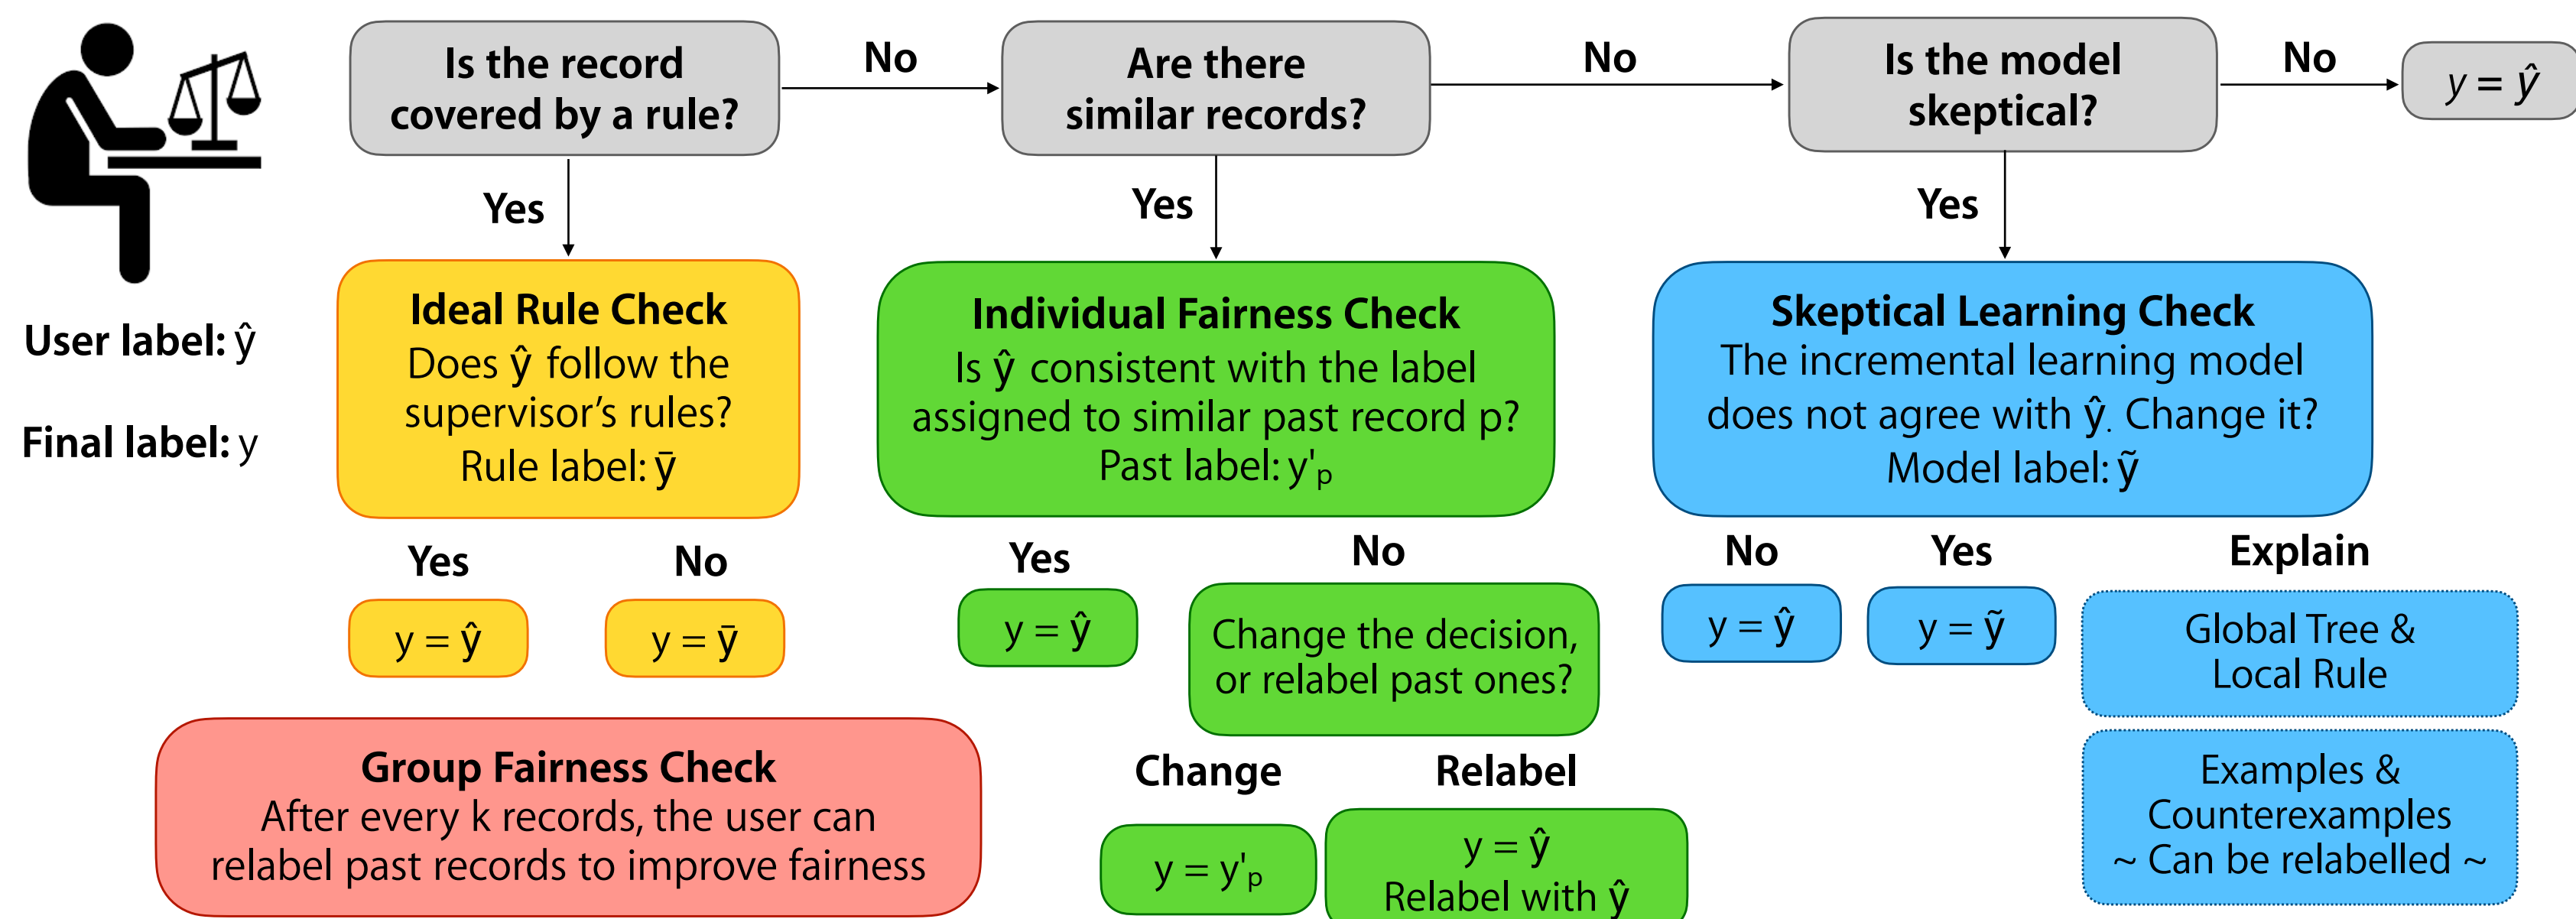 Is the record
covered by a rule?
No
Are there
similar records?
No
Is the model
skeptical?
No
y = ŷ
Yes
Yes
Yes
User label: ŷ
Final label: y
Ideal Rule Check
Does ŷ follow the
supervisor's rules?
Rule label: ȳ
Individual Fairness Check
Is ŷ consistent with the label
assigned to similar past record p?
Past label: y'p
Skeptical Learning Check
The incremental learning model
does not agree with ŷ. Change it?
Model label: ỹ
Yes
No
y = ŷ
y = ȳ
Yes
No
y = ŷ
Change the decision,
or relabel past ones?
Change
Relabel
y = y'p
y = ŷ
Relabel with ŷ
No
Yes
Explain
y = ŷ
y = ỹ
Global Tree &
Local Rule
Examples &
Counterexamples
~ Can be relabelled ~
Group Fairness Check
After every k records, the user can
relabel past records to improve fairness